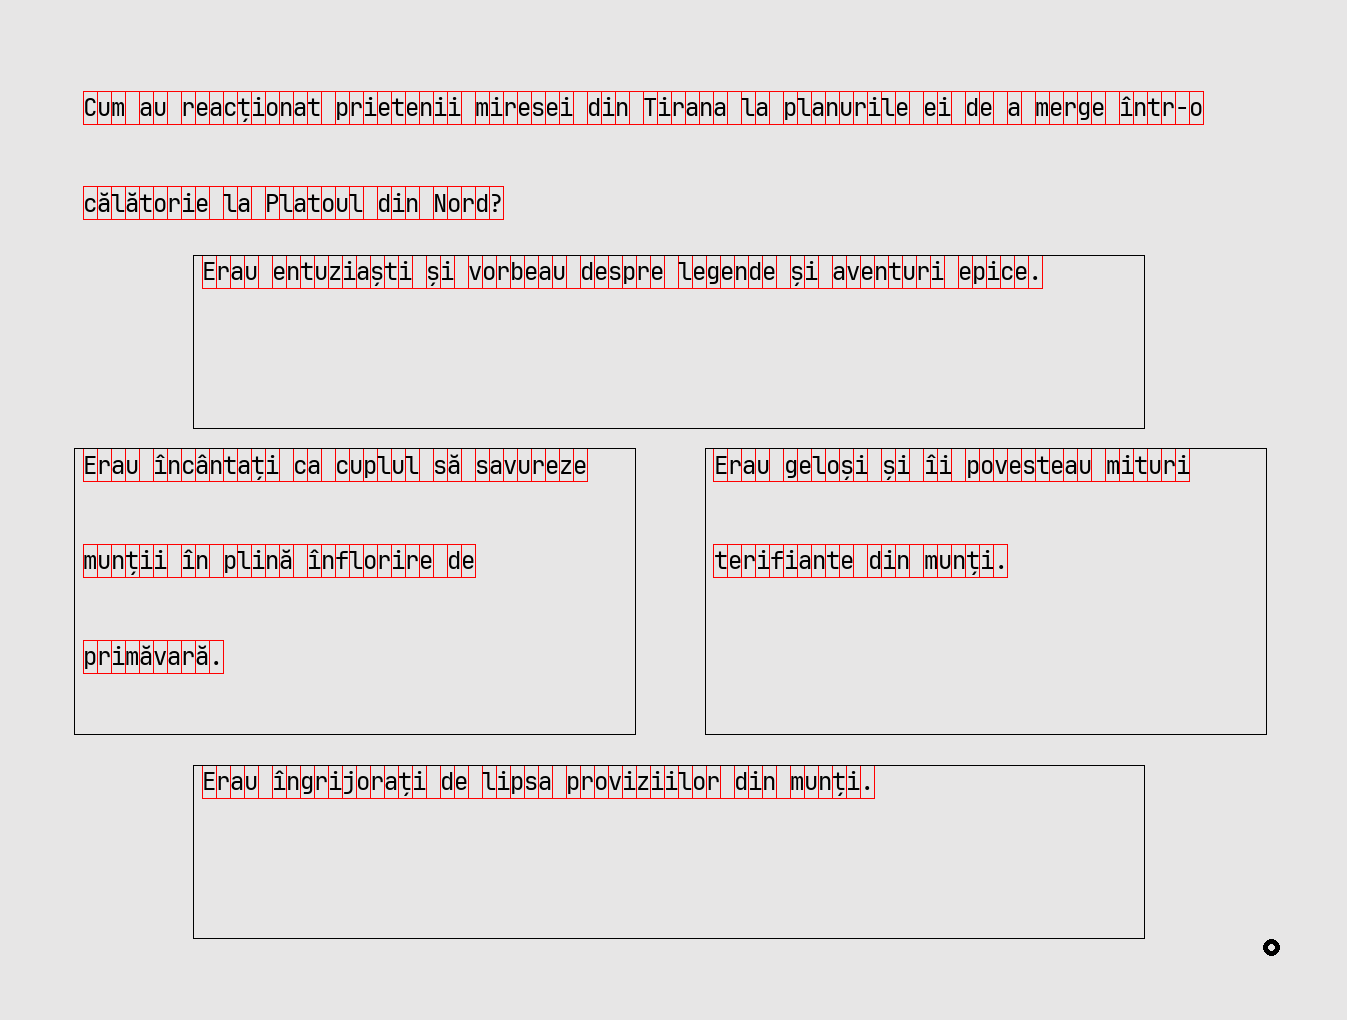 Cum au reacționat prietenii miresei din Tirana la planurile ei de a merge într-o
călătorie la Platoul din Nord?
Erau entuziaști și vorbeau despre legende și aventuri epice.
Erau încântați ca cuplul să savureze
munții în plină înflorire de
primăvară.
Erau geloși și îi povesteau mituri
terifiante din munți.
Erau îngrijorați de lipsa proviziilor din munți.